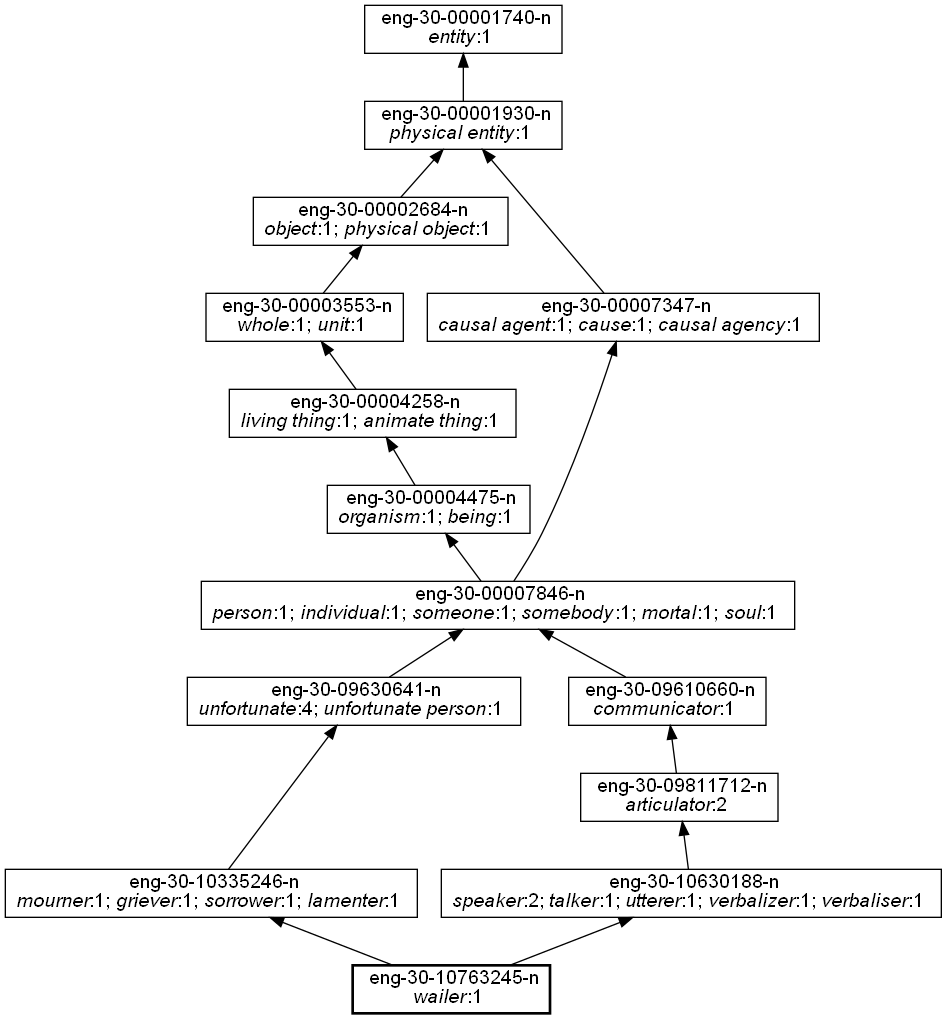 eng-30-00001740-n
entity:1
eng-30-00001930-n
physical entity:1
eng-30-00002684-n
object:1; physical object:1
eng-30-00003553-n
whole:1; unit:1
eng-30-00007347-n
causal agent:1; cause:1; causal agency:1
eng-30-00004258-n
living thing:1; animate thing:1
eng-30-00004475-n
organism:1; being:1
eng-30-00007846-n
person:1; individual:1; someone:1; somebody:1; mortal:1; soul:1
eng-30-09630641-n
unfortunate:4; unfortunate person:1
eng-30-09610660-n
communicator:1
eng-30-09811712-n
articulator:2
eng-30-10335246-n
mourner:1; griever:1; sorrower:1; lamenter:1
eng-30-10630188-n
speaker:2; talker:1; utterer:1; verbalizer:1; verbaliser:1
eng-30-10763245-n
wailer:1